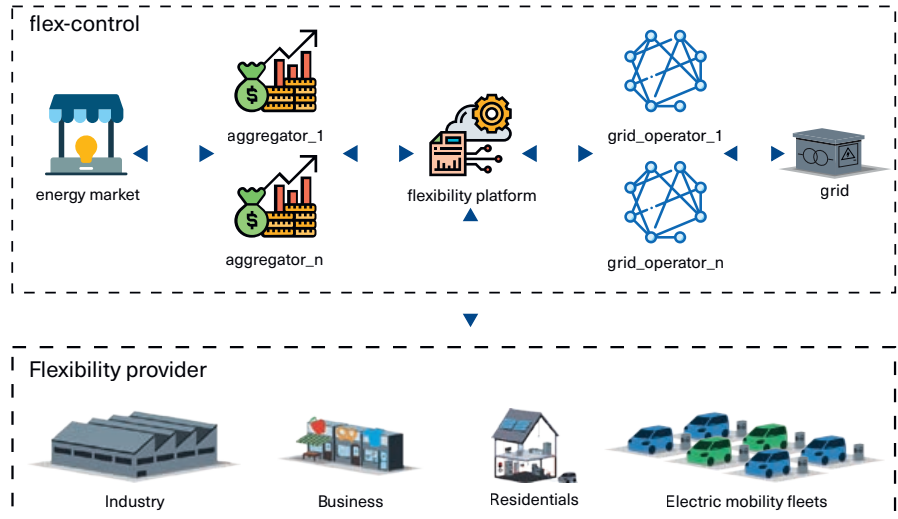 flex-control
aggregator_1
grid_operator_1
energy market
flexibility platform
grid
aggregator_n
grid_operator_n
Flexibility provider
Industry
Business
Residentials
Electric mobility fleets